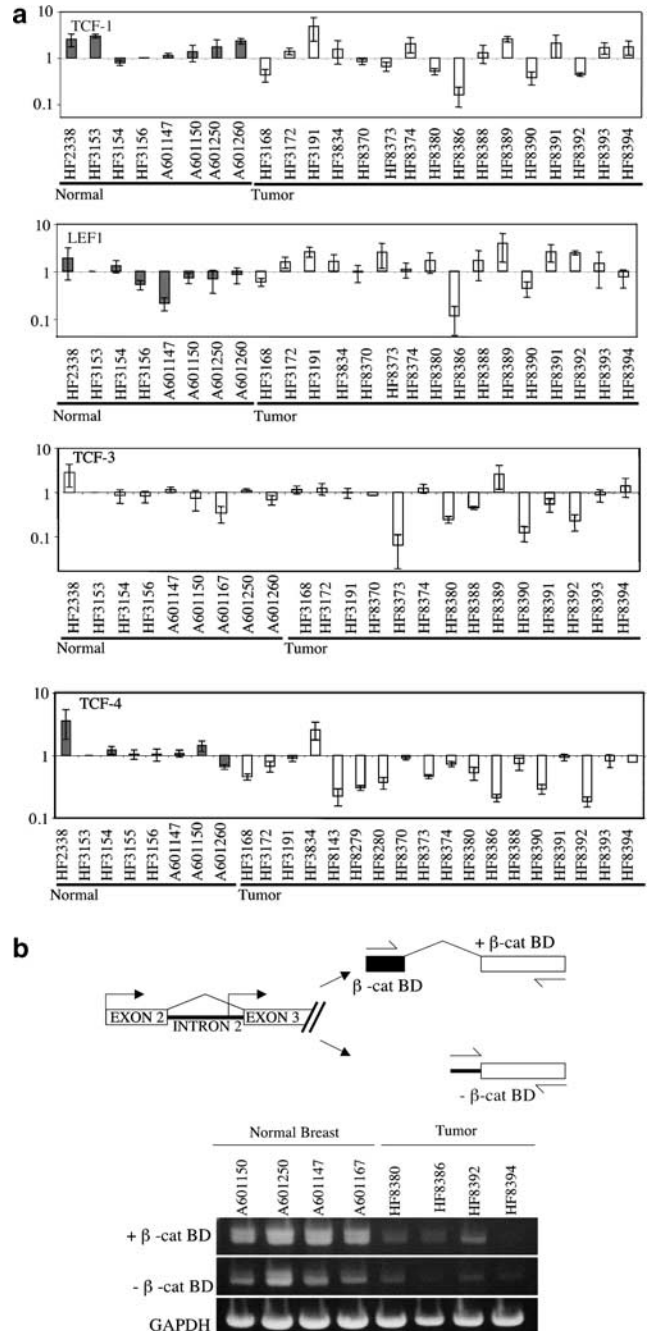 a
TCF-1
10
1
0.1
HF2338 HF3153 HF3154 HF3156 A601147 A601150 A601250 A601260 HF3168 HF3172 HF3191 HF3834 HF8370 HF8373 HF8374 HF8380 HF8386 HF8388 HF8389 HF8390 HF8391 HF8392 HF8393 HF8394
Normal Tumor
LEF1
10
1
0.1
HF2338 HF3153 HF3154 HF3156 A601147 A601150 A601250 A601260 HF3168 HF3172 HF3191 HF3834 HF8370 HF8373 HF8374 HF8380 HF8386 HF8388 HF8389 HF8390 HF8391 HF8392 HF8393 HF8394
Normal Tumor
TCF-3
10
1
0.1
HF2338 HF3153 HF3154 HF3156 A601147 A601150 A601167 A601250 A601260 HF3168 HF3172 HF3191 HF8370 HF8373 HF8374 HF8380 HF8388 HF8389 HF8390 HF8391 HF8392 HF8393 HF8394
Normal Tumor
TCF-4
10
1
0.1
HF2338 HF3153 HF3154 HF3155 HF3156 A601147 A601150 A601260 HF3168 HF3172 HF3191 HF3834 HF8143 HF8279 HF8280 HF8370 HF8373 HF8374 HF8380 HF8386 HF8388 HF8390 HF8391 HF8392 HF8393 HF8394
Normal Tumor
b
+ β-cat BD
β -cat BD
EXON 2 INTRON 2 EXON 3
- β-cat BD
Normal Breast Tumor
A601150 A601250 A601147 A601167 HF8380 HF8386 HF8392 HF8394
+ β -cat BD
- β -cat BD
GAPDH